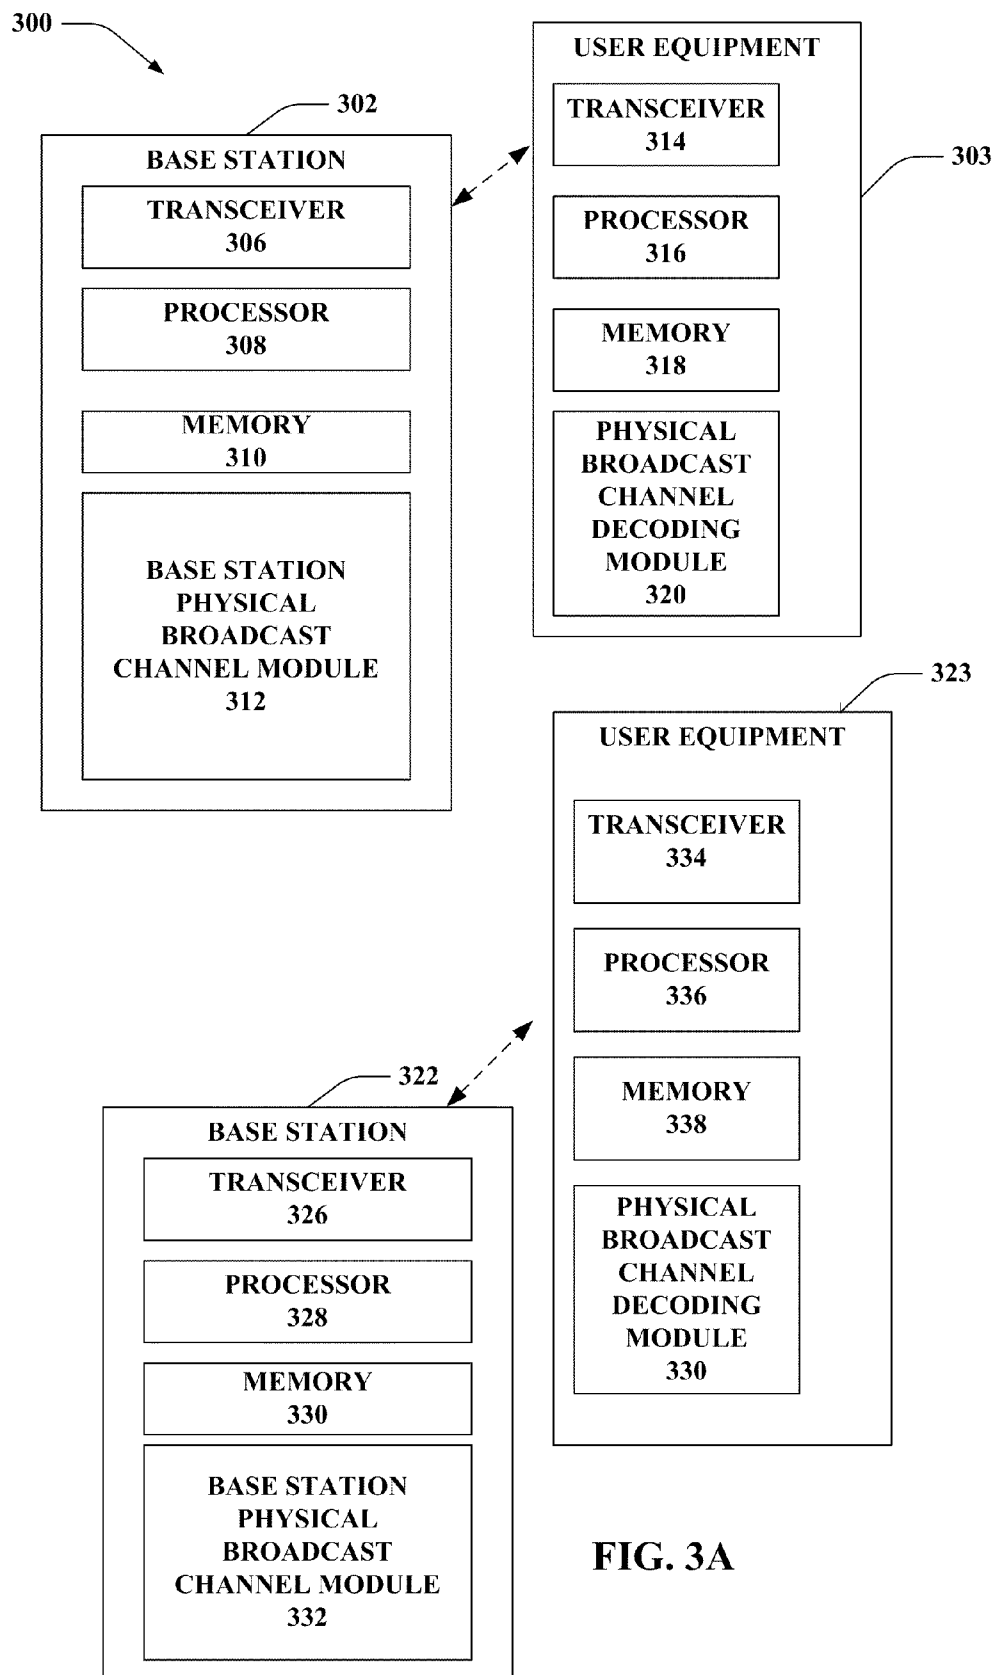 300
302
BASE STATION
TRANSCEIVER
306
PROCESSOR
308
MEMORY
310
BASE STATION
PHYSICAL
BROADCAST
CHANNEL MODULE
312
USER EQUIPMENT
TRANSCEIVER
314
303
PROCESSOR
316
MEMORY
318
PHYSICAL
BROADCAST
CHANNEL
DECODING
MODULE
320
323
USER EQUIPMENT
TRANSCEIVER
334
PROCESSOR
336
MEMORY
338
PHYSICAL
BROADCAST
CHANNEL
DECODING
MODULE
330
322
BASE STATION
TRANSCEIVER
326
PROCESSOR
328
MEMORY
330
BASE STATION
PHYSICAL
BROADCAST
CHANNEL MODULE
332
FIG. 3A